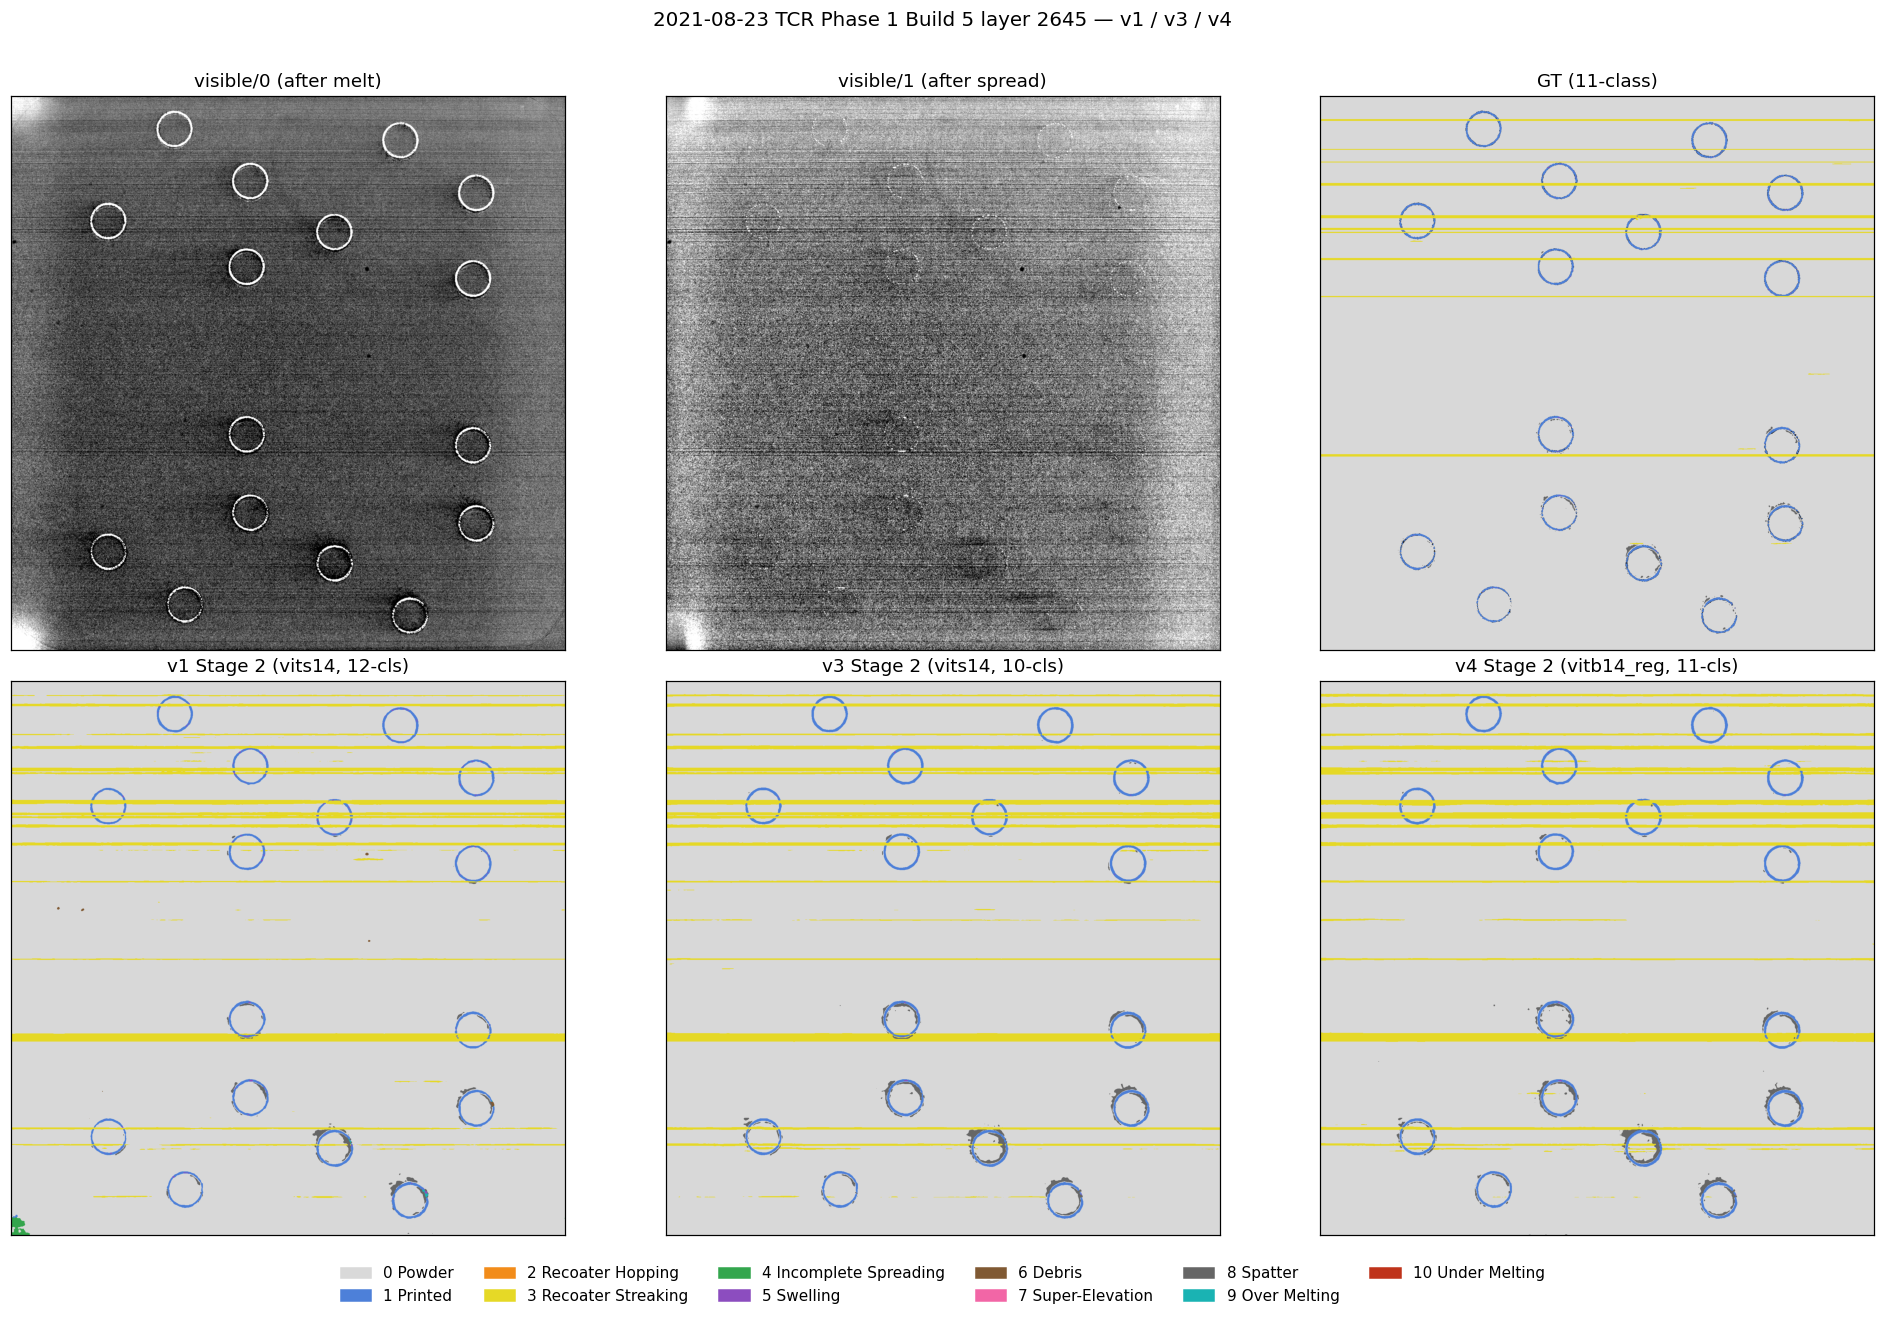 2021-08-23 TCR Phase 1 Build 5 layer 2645 — v1 / v3 / v4
visible/0 (after melt)
visible/1 (after spread)
GT (11-class)
v1 Stage 2 (vits14, 12-cls)
v3 Stage 2 (vits14, 10-cls)
v4 Stage 2 (vitb14_reg, 11-cls)
0 Powder
1 Printed
2 Recoater Hopping
3 Recoater Streaking
4 Incomplete Spreading
5 Swelling
6 Debris
7 Super-Elevation
8 Spatter
9 Over Melting
10 Under Melting